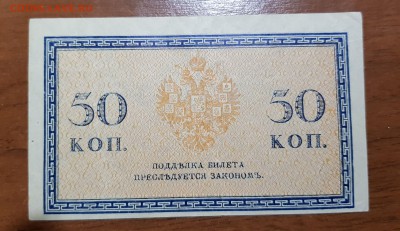 50 50
КОП. КОП.
ПОДДѢЛКА БИЛЕТА
ПРЕСЛѢДУЕТСЯ ЗАКОНОМЪ.